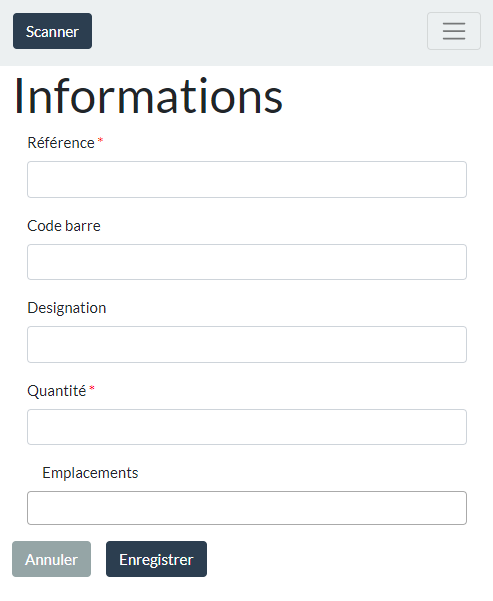 Scanner
Informations
Référence *
Code barre
Designation
Quantité *
Emplacements
Annuler Enregistrer